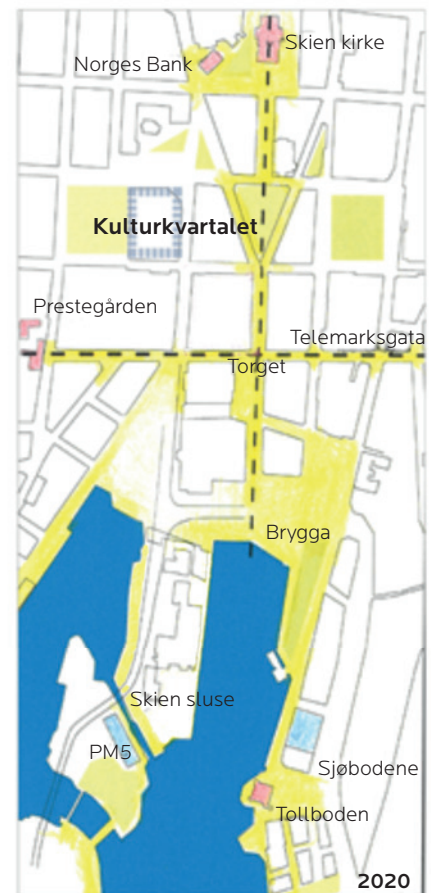 Skien kirke
Norges Bank
Kulturkvartalet
Prestegården
Telemarksgata
Torget
Brygga
Skien sluse
PM5
Sjøbodene
Tollboden
2020